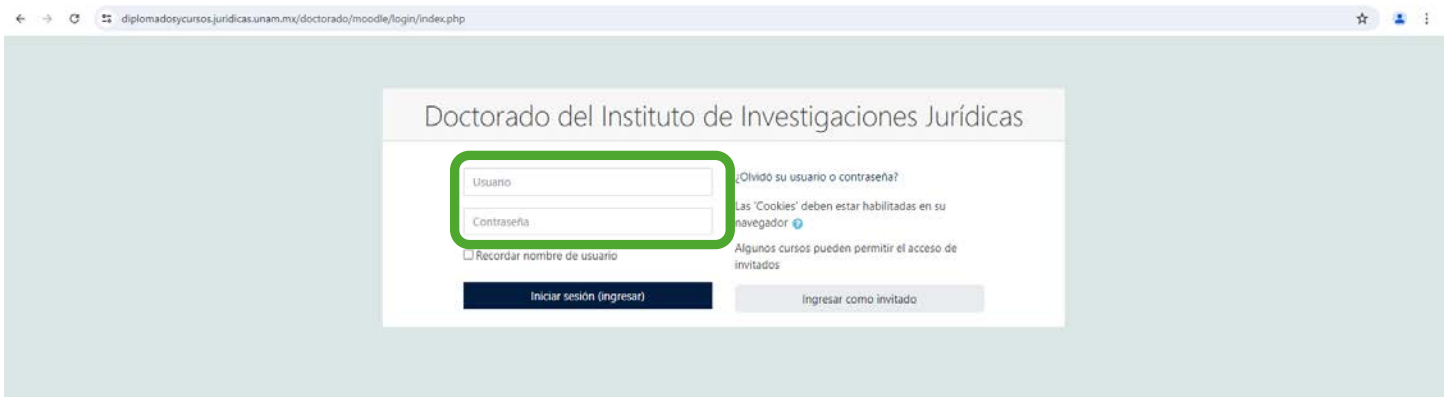 diplomadosycursos.juridicas.unam.mx/doctorado/moodle/login/index.php
Doctorado del Instituto de Investigaciones Jurídicas
Usuario
Contraseña
Recordar nombre de usuario
Iniciar sesión (ingresar)
¿Olvidó su usuario o contraseña?
Las 'Cookies' deben estar habilitadas en su
navegador
Algunos cursos pueden permitir el acceso de
invitados
Ingresar como invitado